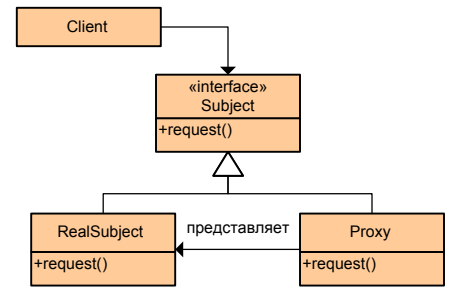 Client
«interface»
Subject
+request()
RealSubject
+request()
представляет
Proxy
+request()